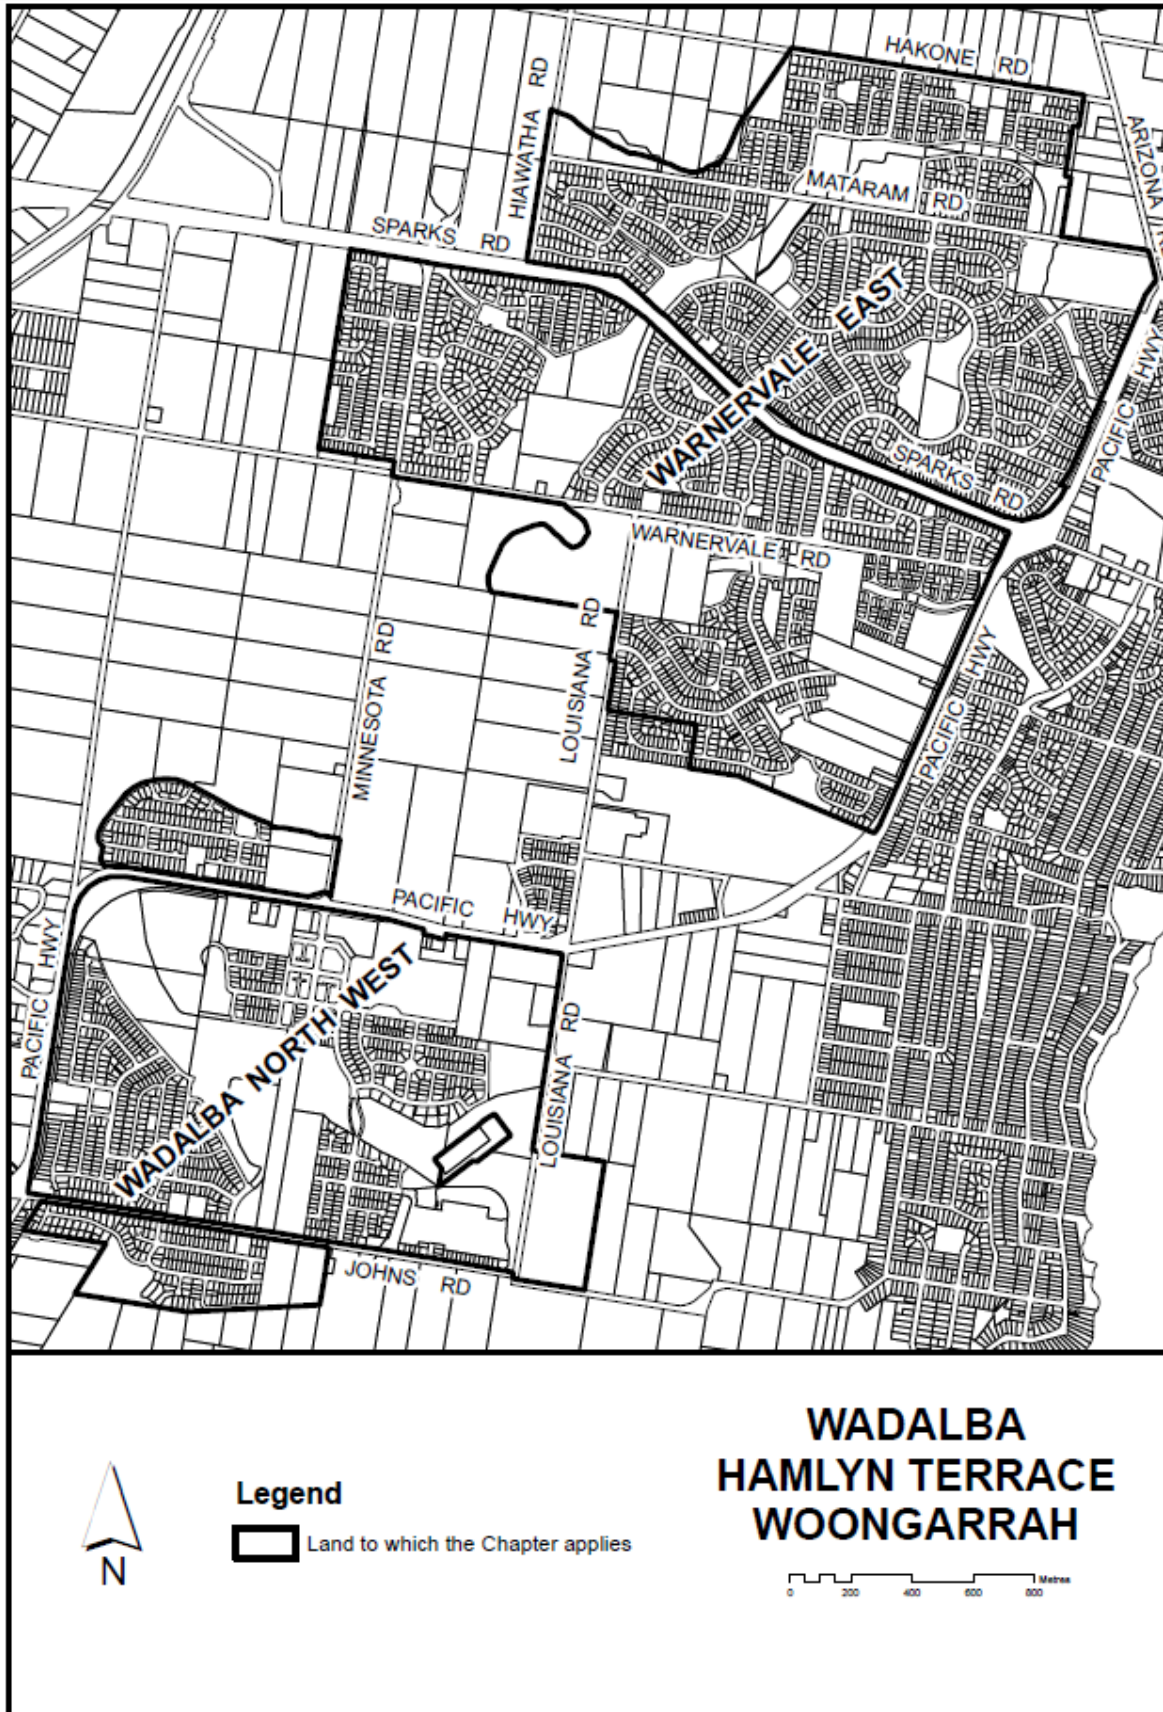 HAKONE RD
HIAWATHA RD
ARIZONA
MATARAM RD
SPARKS RD
WARNERVALE EAST
PACIFIC HWY
SPARKS RD
WARNERVALE RD
LOUISIANA RD
MINNESOTA RD
PACIFIC HWY
PACIFIC HWY
PACIFIC HWY
WADALBA NORTH WEST
LOUISIANA RD
JOHNS RD
WADALBA
HAMLYN TERRACE
WOONGARRAH
Legend
Land to which the Chapter applies
N
Metres
0 200 400 600 800